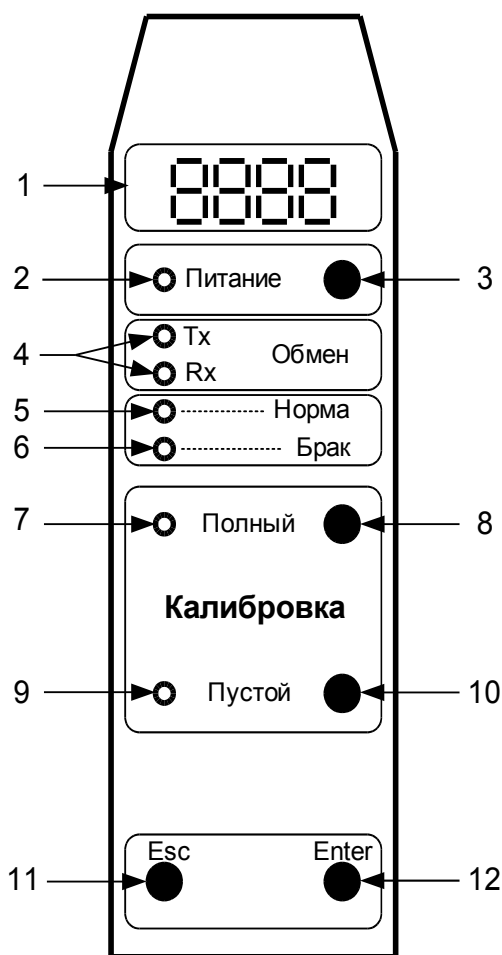 1 8888
2 Питание 3
4 Tx Обмен
Rx
5 Норма
6 Брак
7 Полный 8
Калибровка
9 Пустой 10
Esc Enter
11 12